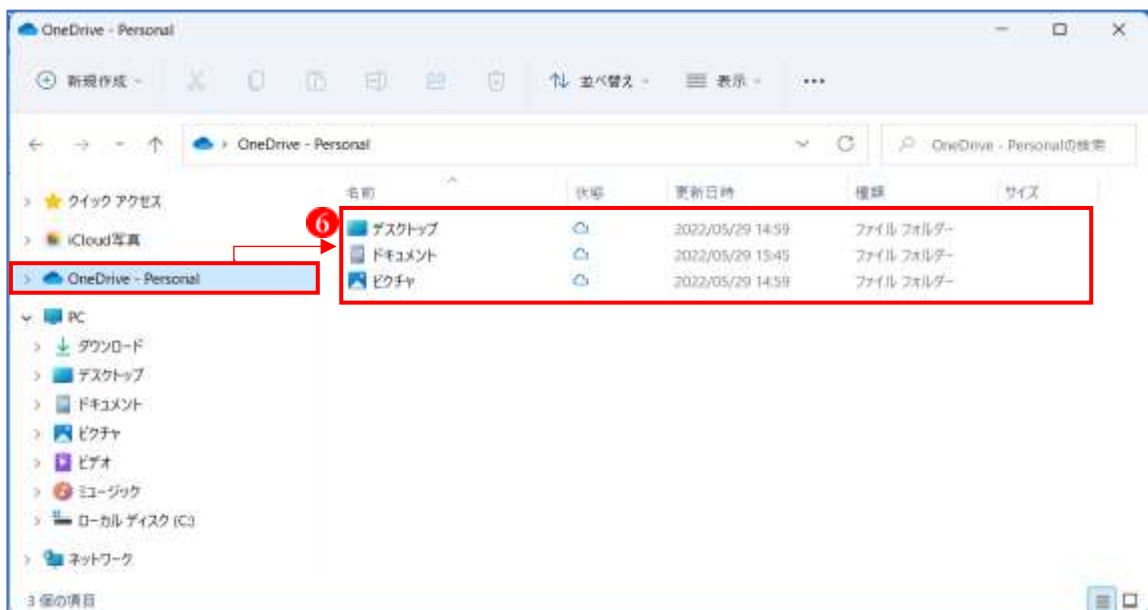 OneDrive - Personal
新規作成
並べ替え
表示
OneDrive - Personal
OneDrive - Personalの検索
名前 状態 更新日時 種類 サイズ
クイック アクセス
iCloud写真
OneDrive - Personal
PC
ダウンロード
デスクトップ
ドキュメント
ピクチャ
ビデオ
ミュージック
ローカル ディスク (C:)
ネットワーク
6
デスクトップ 2022/05/29 14:59 ファイル フォルダー
ドキュメント 2022/05/29 15:45 ファイル フォルダー
ピクチャ 2022/05/29 14:59 ファイル フォルダー
3 個の項目